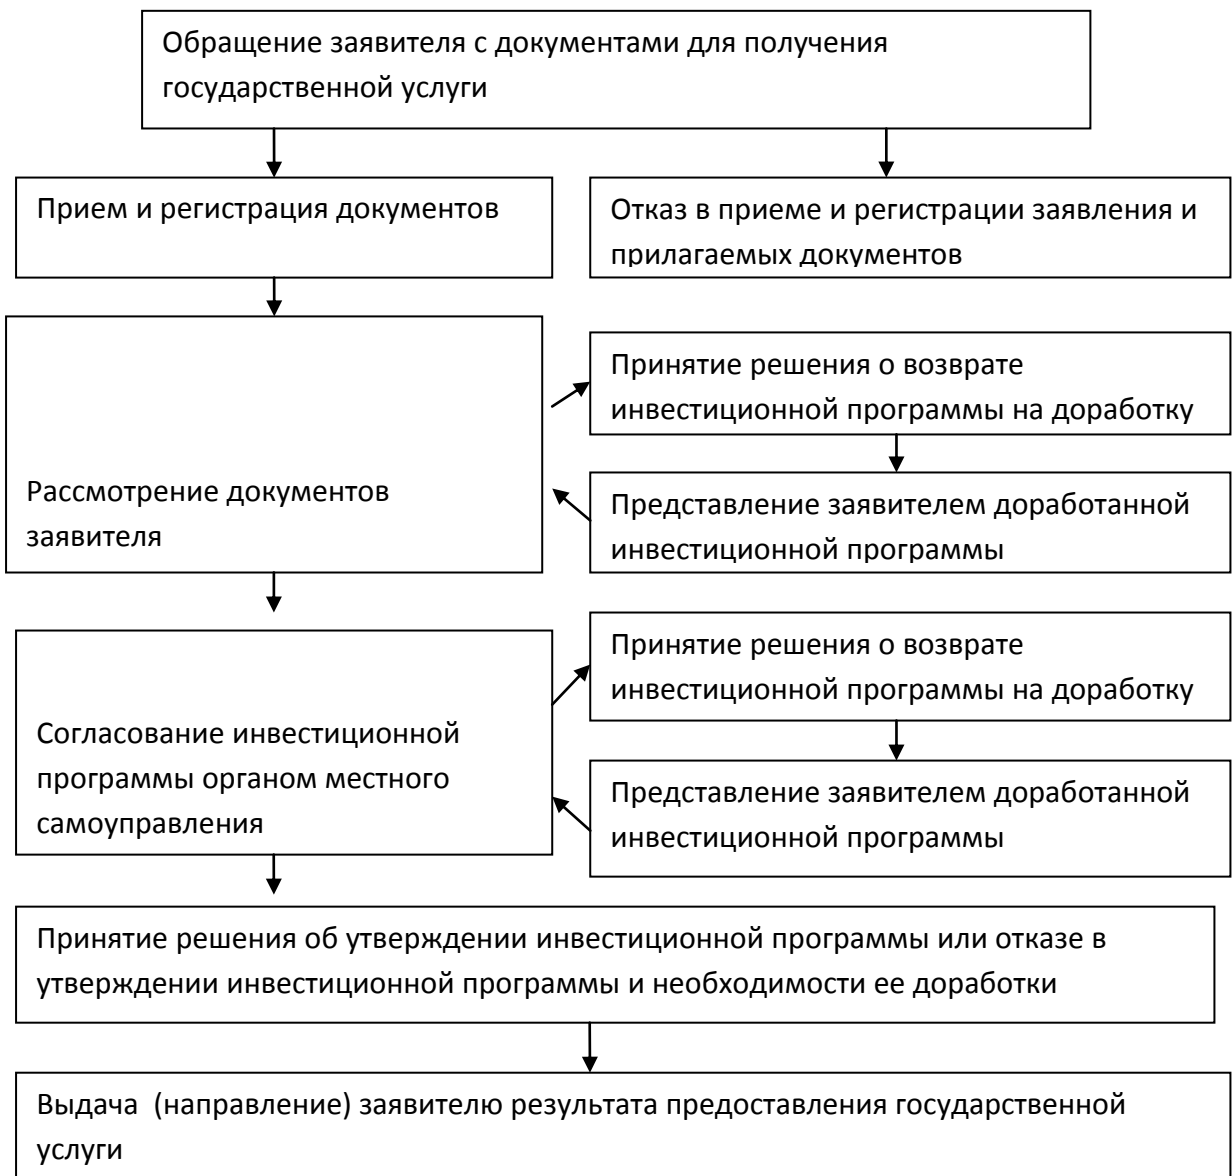 Обращение заявителя с документами для получения
государственной услуги
Прием и регистрация документов
Отказ в приеме и регистрации заявления и
прилагаемых документов
Рассмотрение документов
заявителя
Принятие решения о возврате
инвестиционной программы на доработку
Представление заявителем доработанной
инвестиционной программы
Согласование инвестиционной
программы органом местного
самоуправления
Принятие решения о возврате
инвестиционной программы на доработку
Представление заявителем доработанной
инвестиционной программы
Принятие решения об утверждении инвестиционной программы или отказе в
утверждении инвестиционной программы и необходимости ее доработки
Выдача (направление) заявителю результата предоставления государственной
услуги